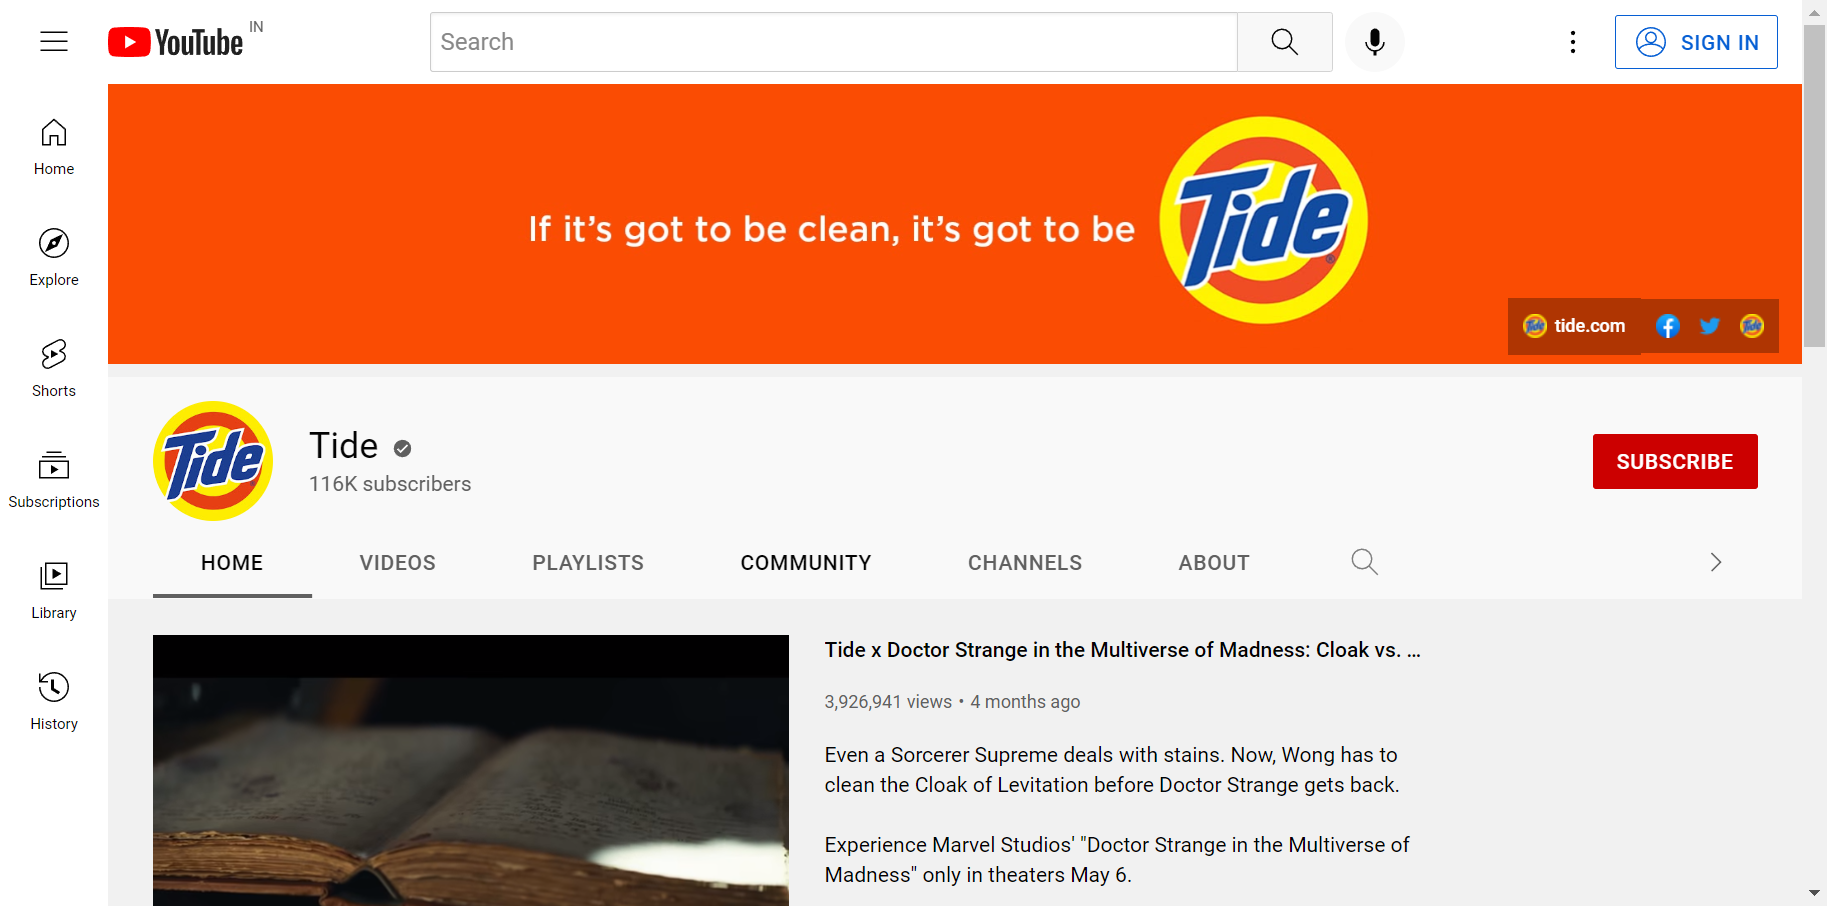 YouTube IN
Search
SIGN IN
Home
Explore
Shorts
Subscriptions
Library
History
If it's got to be clean, it's got to be Tide
tide.com
Tide
Tide
116K subscribers
SUBSCRIBE
HOME VIDEOS PLAYLISTS COMMUNITY CHANNELS ABOUT
Tide x Doctor Strange in the Multiverse of Madness: Cloak vs. ...
3,926,941 views • 4 months ago
Even a Sorcerer Supreme deals with stains. Now, Wong has to
clean the Cloak of Levitation before Doctor Strange gets back.
Experience Marvel Studios' "Doctor Strange in the Multiverse of
Madness" only in theaters May 6.